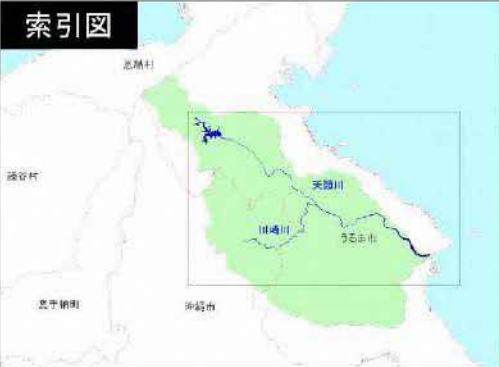 索引図
恩納村
読谷村
天願川
川崎川
うるま市
嘉手納町
沖縄市